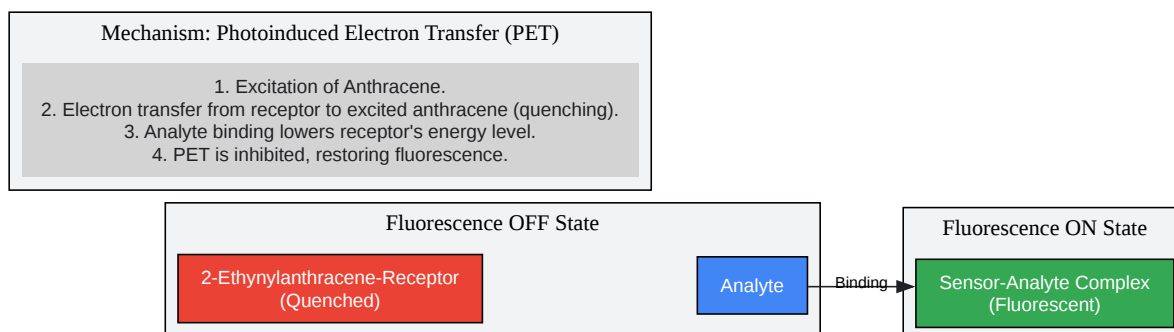 Mechanism: Photoinduced Electron Transfer (PET)
1. Excitation of Anthracene.
2. Electron transfer from receptor to excited anthracene (quenching).
3. Analyte binding lowers receptor's energy level.
4. PET is inhibited, restoring fluorescence.
Fluorescence OFF State
2-Ethynylanthracene-Receptor
(Quenched)
Analyte
Binding
Fluorescence ON State
Sensor-Analyte Complex
(Fluorescent)